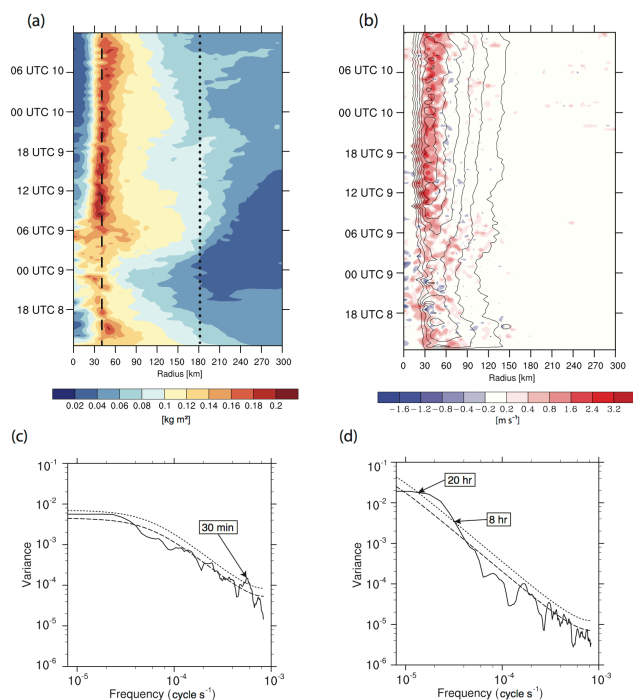 (a)
06 UTC 10
00 UTC 10
18 UTC 9
12 UTC 9
06 UTC 9
00 UTC 9
18 UTC 8
0 30 60 90 120 150 180 210 240 270 300
Radius [km]
0.02 0.04 0.06 0.08 0.1 0.12 0.14 0.16 0.18 0.2
[kg m²]
(b)
06 UTC 10
00 UTC 10
18 UTC 9
12 UTC 9
06 UTC 9
00 UTC 9
18 UTC 8
0 30 60 90 120 150 180 210 240 270 300
Radius [km]
−1.6 −1.2 −0.8 −0.4 −0.2 0.2 0.4 0.8 1.6 2.4 3.2
[m s⁻¹]
(c)
10⁻¹
10⁻²
10⁻³
10⁻⁴
10⁻⁵
10⁻⁶
Variance
30 min
10⁻⁵ 10⁻⁴ 10⁻³
Frequency (cycle s⁻¹)
(d)
10⁻¹
10⁻²
10⁻³
10⁻⁴
10⁻⁵
10⁻⁶
Variance
20 hr
8 hr
10⁻⁵ 10⁻⁴ 10⁻³
Frequency (cycle s⁻¹)